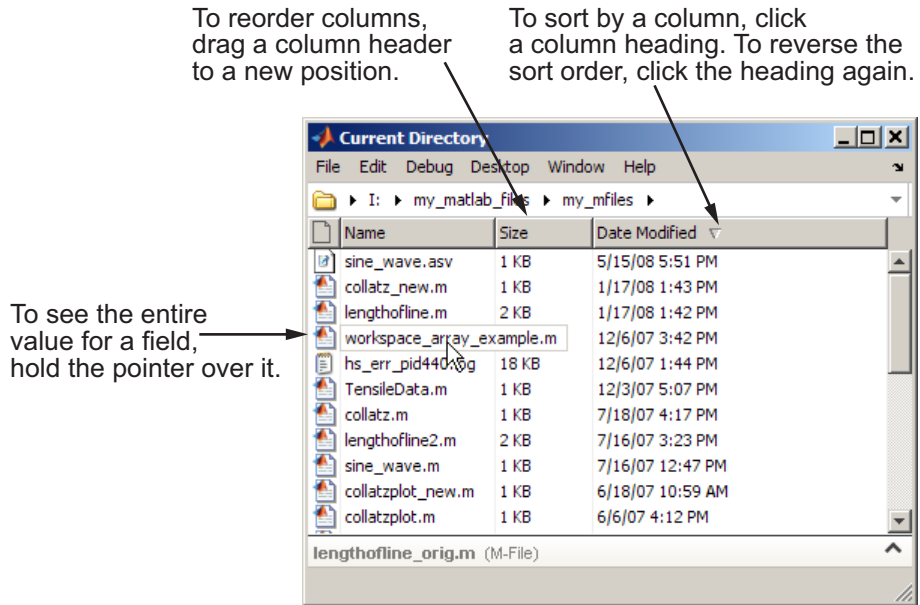 To reorder columns,
drag a column header
to a new position.
To sort by a column, click
a column heading. To reverse the
sort order, click the heading again.
Current Directory
File Edit Debug Desktop Window Help
I: my_matlab_files my_mfiles
Name Size Date Modified
sine_wave.asv 1 KB 5/15/08 5:51 PM
collatz_new.m 1 KB 1/17/08 1:43 PM
lengthofline.m 2 KB 1/17/08 1:42 PM
To see the entire
value for a field,
hold the pointer over it.
workspace_array_example.m 12/6/07 3:42 PM
hs_err_pid440.log 18 KB 12/6/07 1:44 PM
TensileData.m 1 KB 12/3/07 5:07 PM
collatz.m 1 KB 7/18/07 4:17 PM
lengthofline2.m 2 KB 7/16/07 3:23 PM
sine_wave.m 1 KB 7/16/07 12:47 PM
collatzplot_new.m 1 KB 6/18/07 10:59 AM
collatzplot.m 1 KB 6/6/07 4:12 PM
lengthofline_orig.m (M-File)